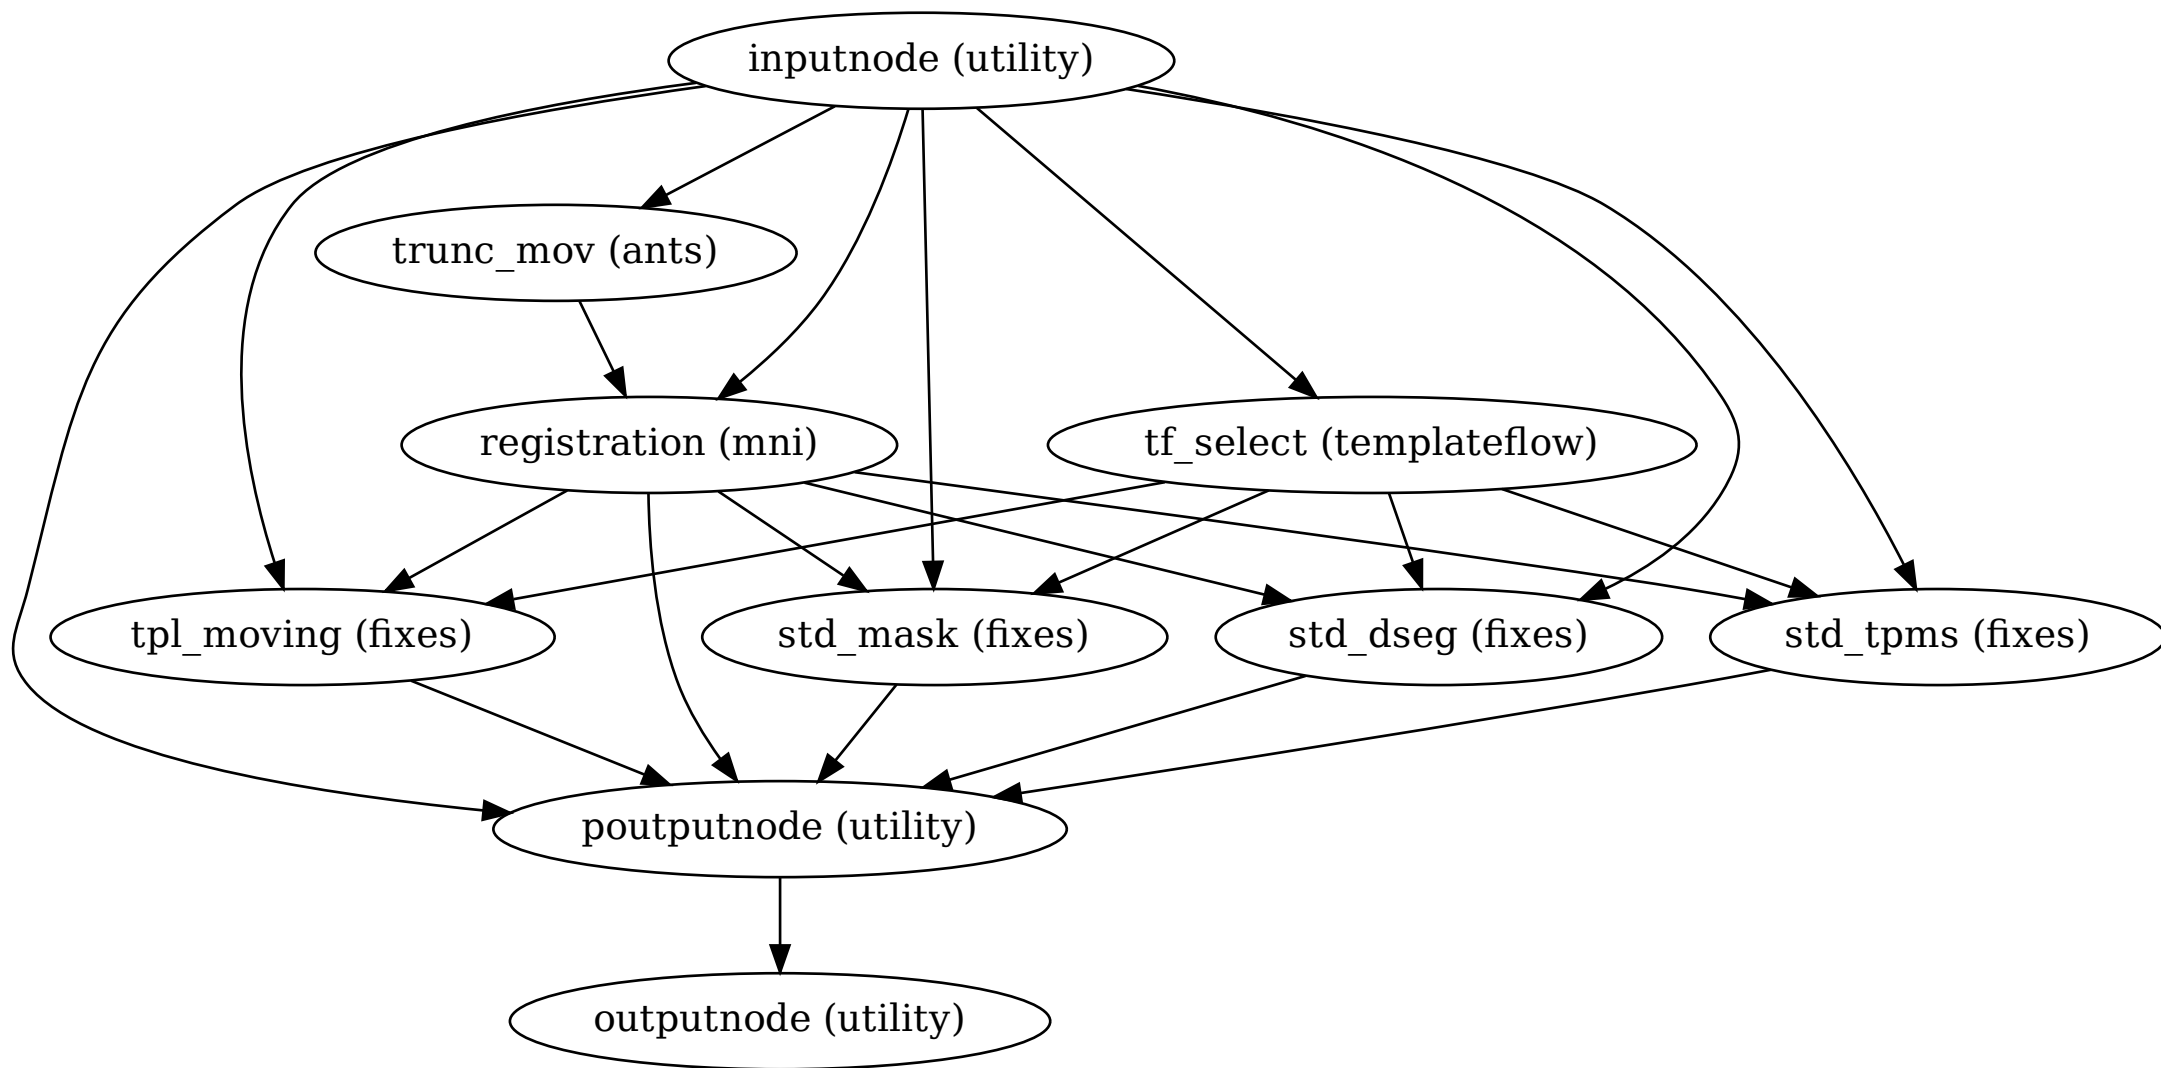 inputnode (utility)
trunc_mov (ants)
registration (mni)
tf_select (templateflow)
tpl_moving (fixes)
std_mask (fixes)
std_dseg (fixes)
std_tpms (fixes)
poutputnode (utility)
outputnode (utility)